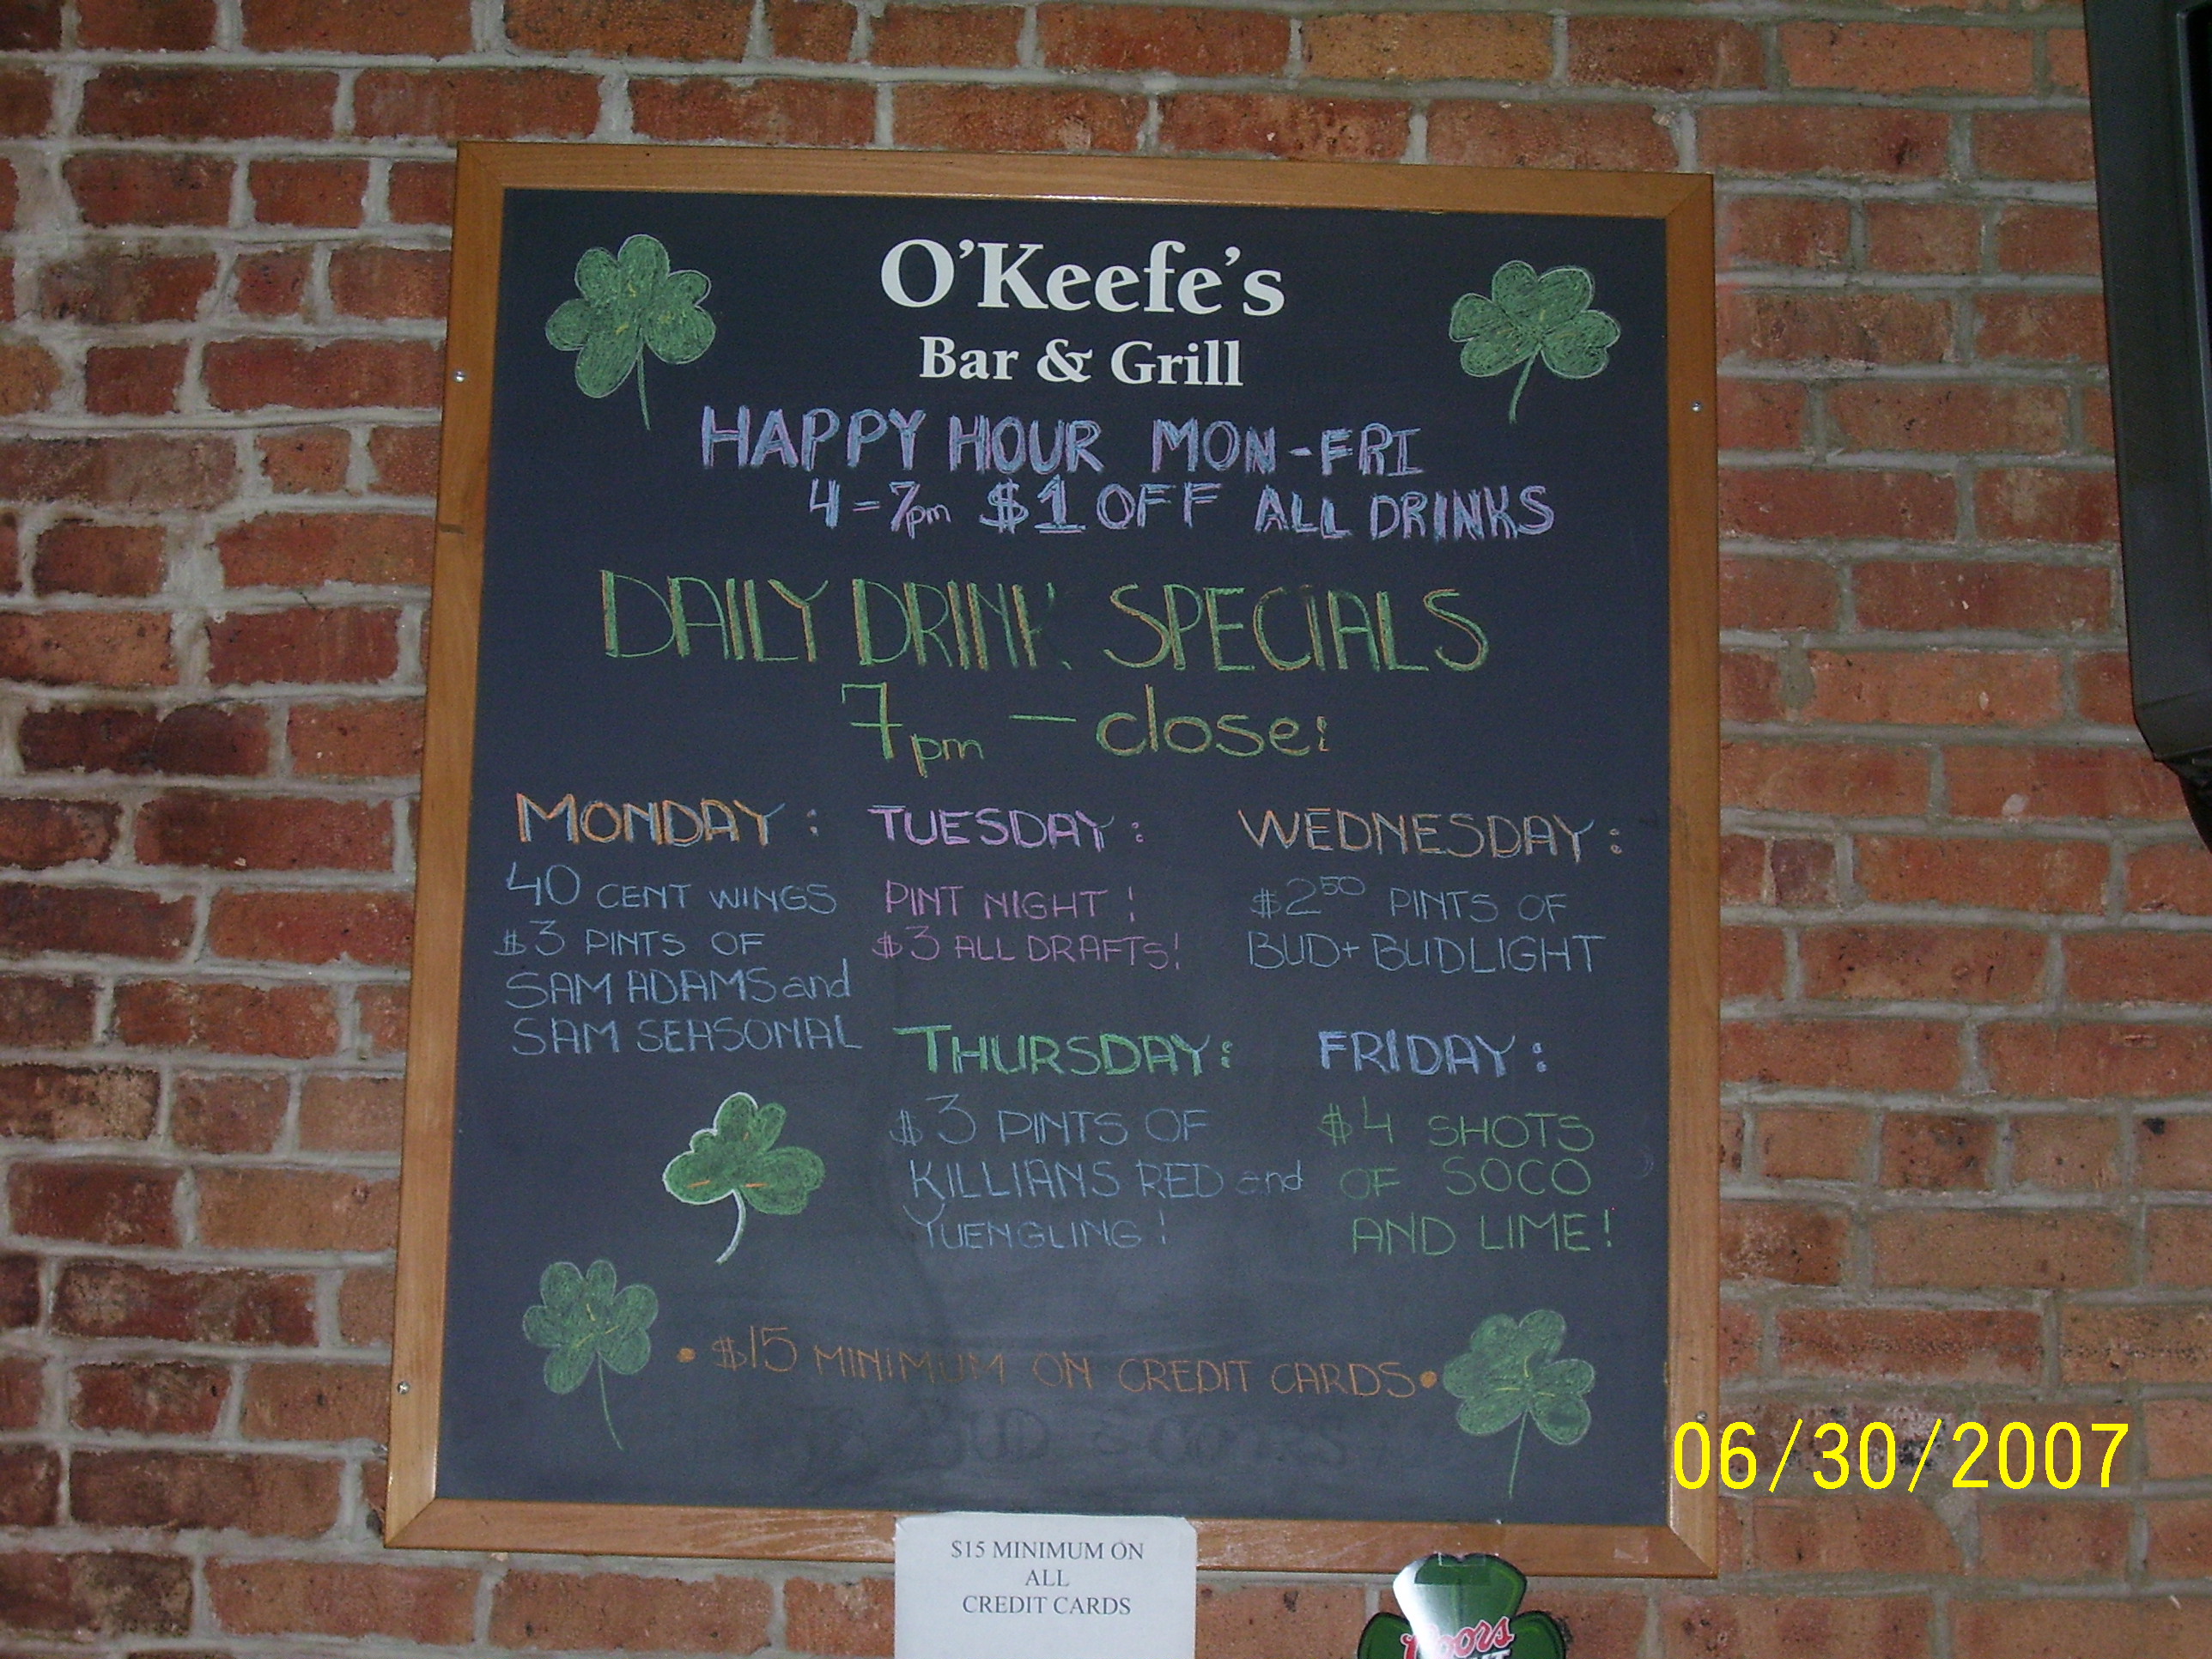 O'Keefe's
Bar & Grill
HAPPY HOUR MON-FRI
4-7pm $1 OFF ALL DRINKS
DAILY DRINK SPECIALS
7pm - close!
MONDAY:
40 CENT WINGS
$3 PINTS OF
SAM ADAMS and
SAM SEASONAL
TUESDAY:
PINT NIGHT!
$3 ALL DRAFTS!
WEDNESDAY:
$2.50 PINTS OF
BUD+ BUDLIGHT
THURSDAY:
$3 PINTS OF
KILLIANS RED and
YUENGLING!
FRIDAY:
$4 SHOTS
OF SOCO
AND LIME!
• $15 MINIMUM ON CREDIT CARDS•
BUD
06/30/2007
$15 MINIMUM ON
ALL
CREDIT CARDS
Coors